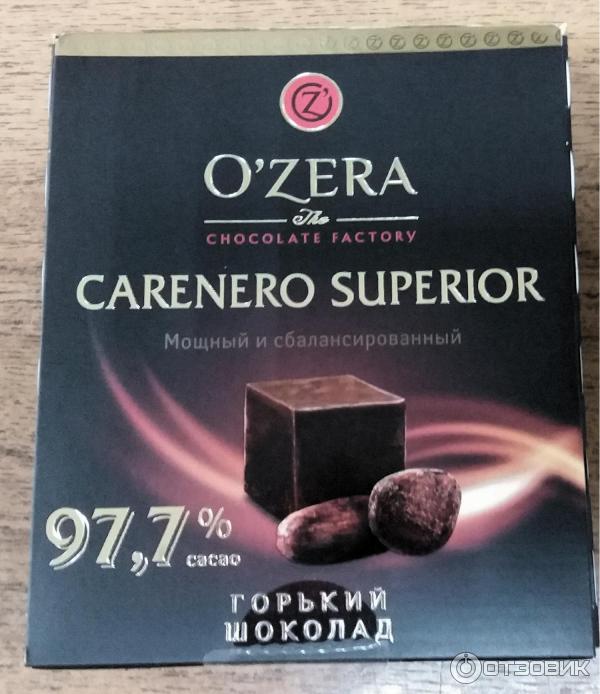 O'ZERA
The
CHOCOLATE FACTORY
CARENERO SUPERIOR
Мощный и сбалансированный
97,7%
cacao
ГОРЬКИЙ
ШОКОЛАД
ОТЗОВИК